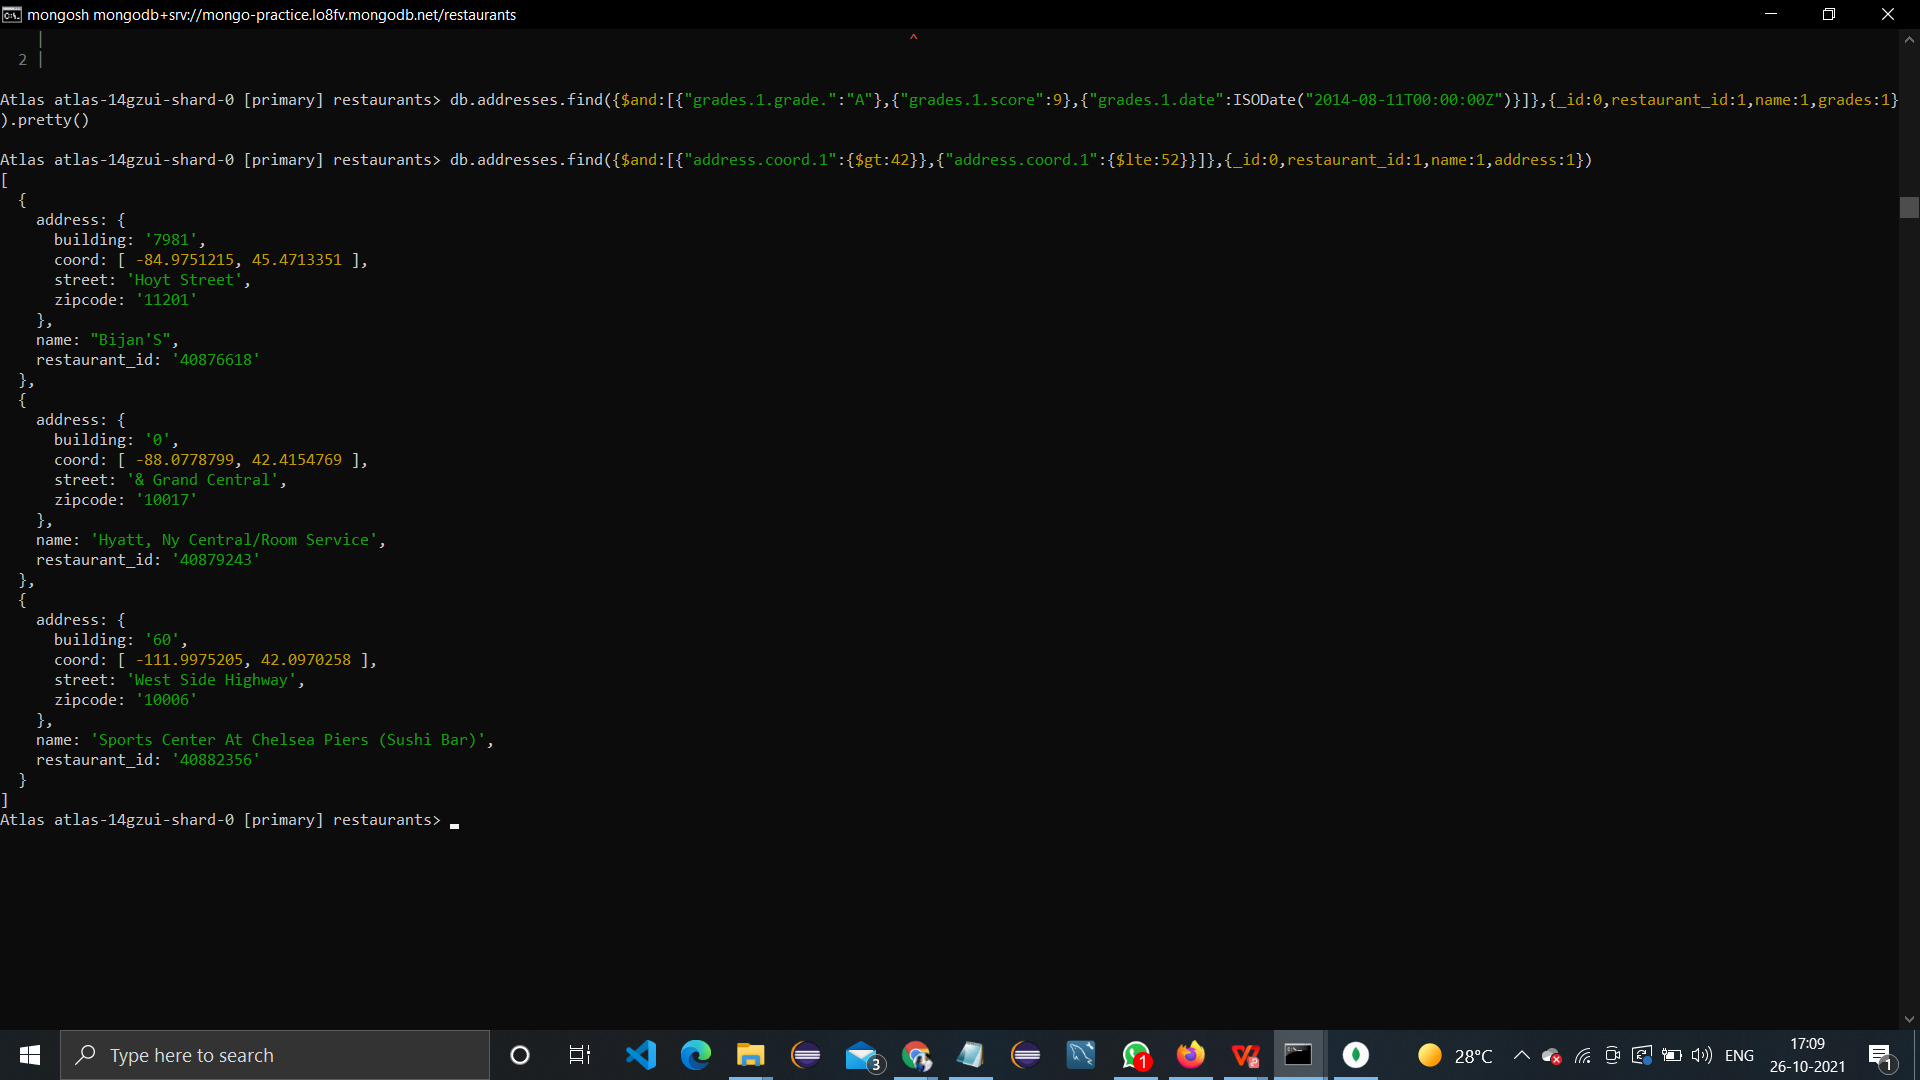 mongosh mongodb+srv://mongo-practice.lo8fv.mongodb.net/restaurants
|
^
2 |
Atlas atlas-14gzui-shard-0 [primary] restaurants> db.addresses.find({$and:[{"grades.1.grade.":"A"},{"grades.1.score":9},{"grades.1.date":ISODate("2014-08-11T00:00:00Z")}]},{_id:0,restaurant_id:1,name:1,grades:1}
).pretty()
Atlas atlas-14gzui-shard-0 [primary] restaurants> db.addresses.find({$and:[{"address.coord.1":{$gt:42}},{"address.coord.1":{$lte:52}}]},{_id:0,restaurant_id:1,name:1,address:1})
[
  {
    address: {
      building: '7981',
      coord: [ -84.9751215, 45.4713351 ],
      street: 'Hoyt Street',
      zipcode: '11201'
    },
    name: "Bijan'S",
    restaurant_id: '40876618'
  },
  {
    address: {
      building: '0',
      coord: [ -88.0778799, 42.4154769 ],
      street: '& Grand Central',
      zipcode: '10017'
    },
    name: 'Hyatt, Ny Central/Room Service',
    restaurant_id: '40879243'
  },
  {
    address: {
      building: '60',
      coord: [ -111.9975205, 42.0970258 ],
      street: 'West Side Highway',
      zipcode: '10006'
    },
    name: 'Sports Center At Chelsea Piers (Sushi Bar)',
    restaurant_id: '40882356'
  }
]
Atlas atlas-14gzui-shard-0 [primary] restaurants>
Type here to search
3
1
28°C
ENG
17:09
26-10-2021
1